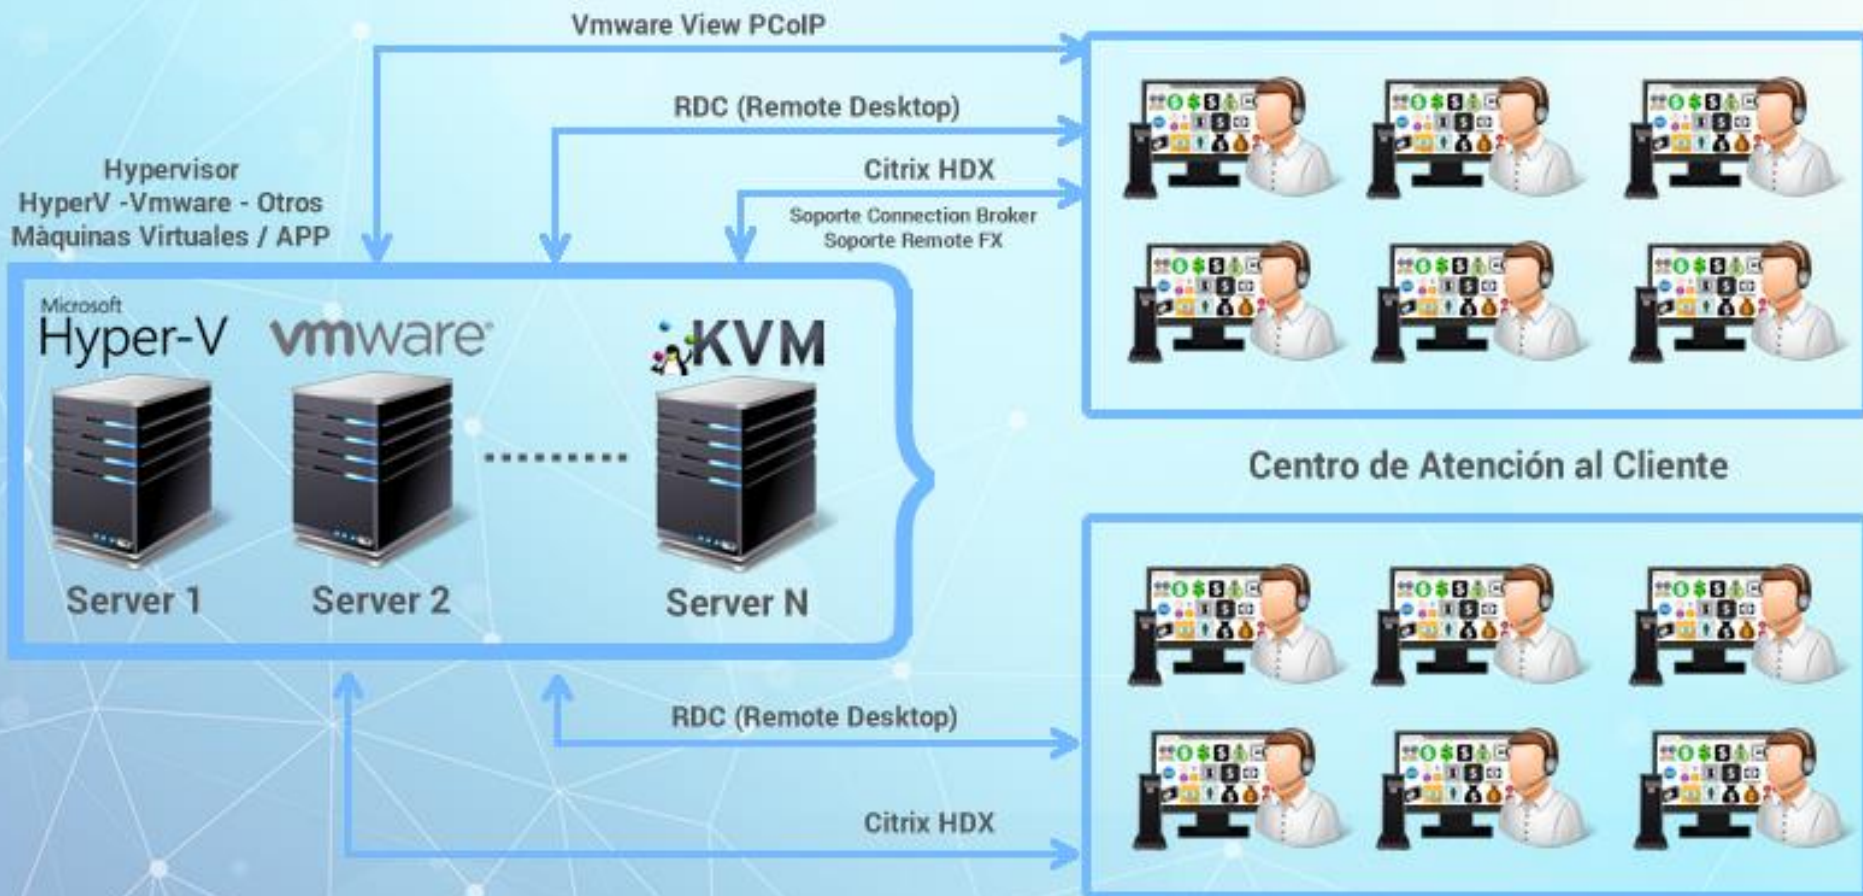 Vmware View PCoIP
RDC (Remote Desktop)
Citrix HDX
Soporte Connection Broker
Soporte Remote FX
Hypervisor
HyperV -Vmware - Otros
Màquinas Virtuales / APP
Microsoft
Hyper-V
vmware
KVM
Server 1
Server 2
Server N
Centro de Atención al Cliente
RDC (Remote Desktop)
Citrix HDX